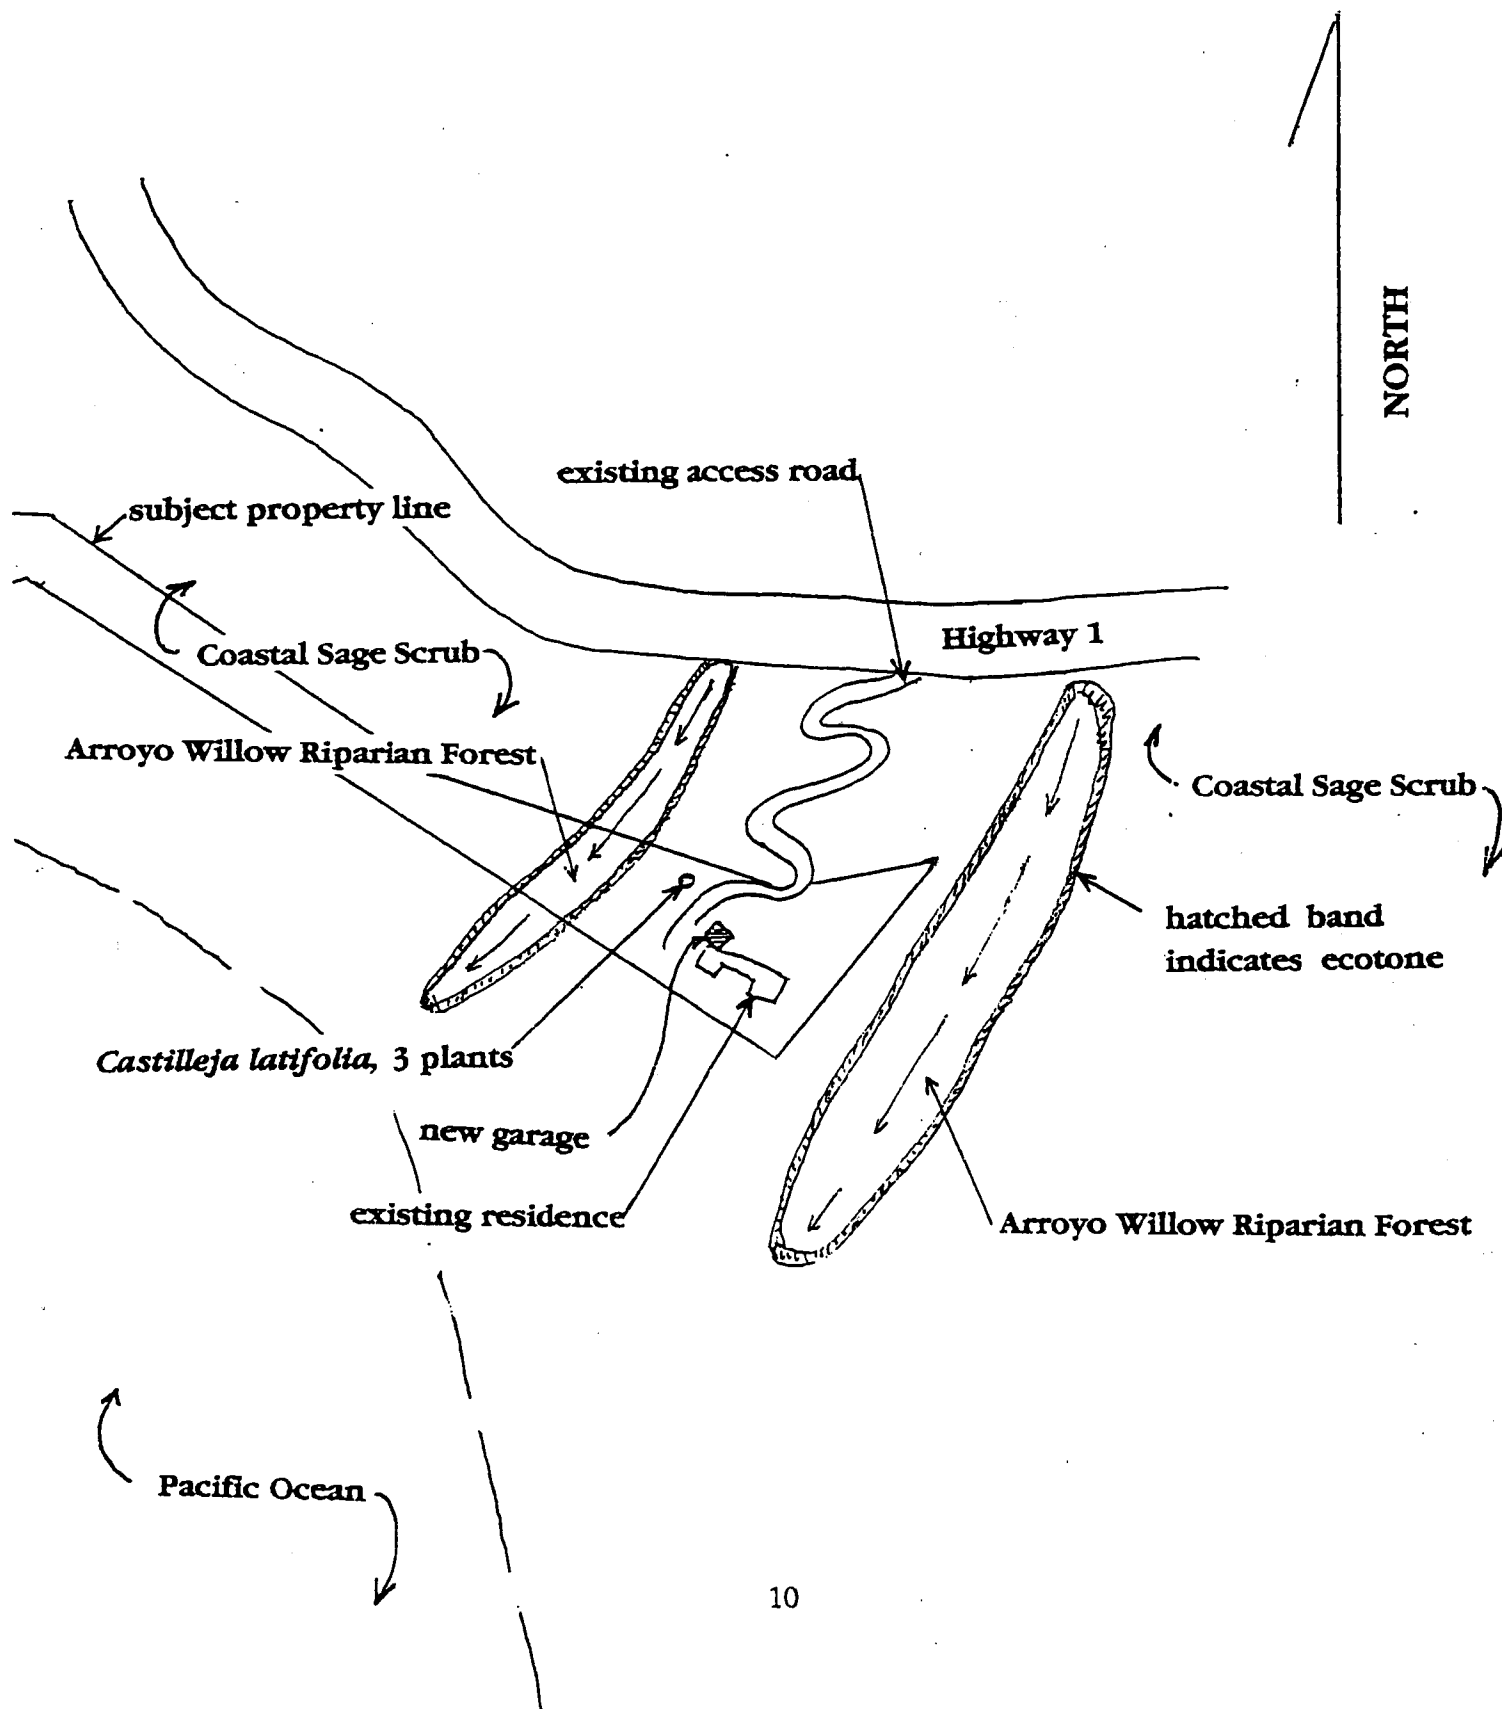 NORTH
existing access road
subject property line
Highway 1
Coastal Sage Scrub
Arroyo Willow Riparian Forest
Coastal Sage Scrub
hatched band
indicates ecotone
Castilleja latifolia, 3 plants
new garage
existing residence
Arroyo Willow Riparian Forest
Pacific Ocean
10